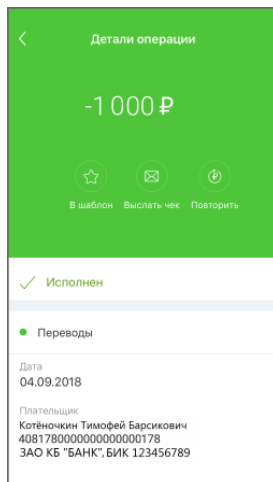 Детали операции
-1 000 ₽
В шаблон Выслать чек Повторить
Исполнен
Переводы
Дата
04.09.2018
Плательщик
Котёночкин Тимофей Барсикович
4081780000000000000178
ЗАО КБ "БАНК", БИК 123456789